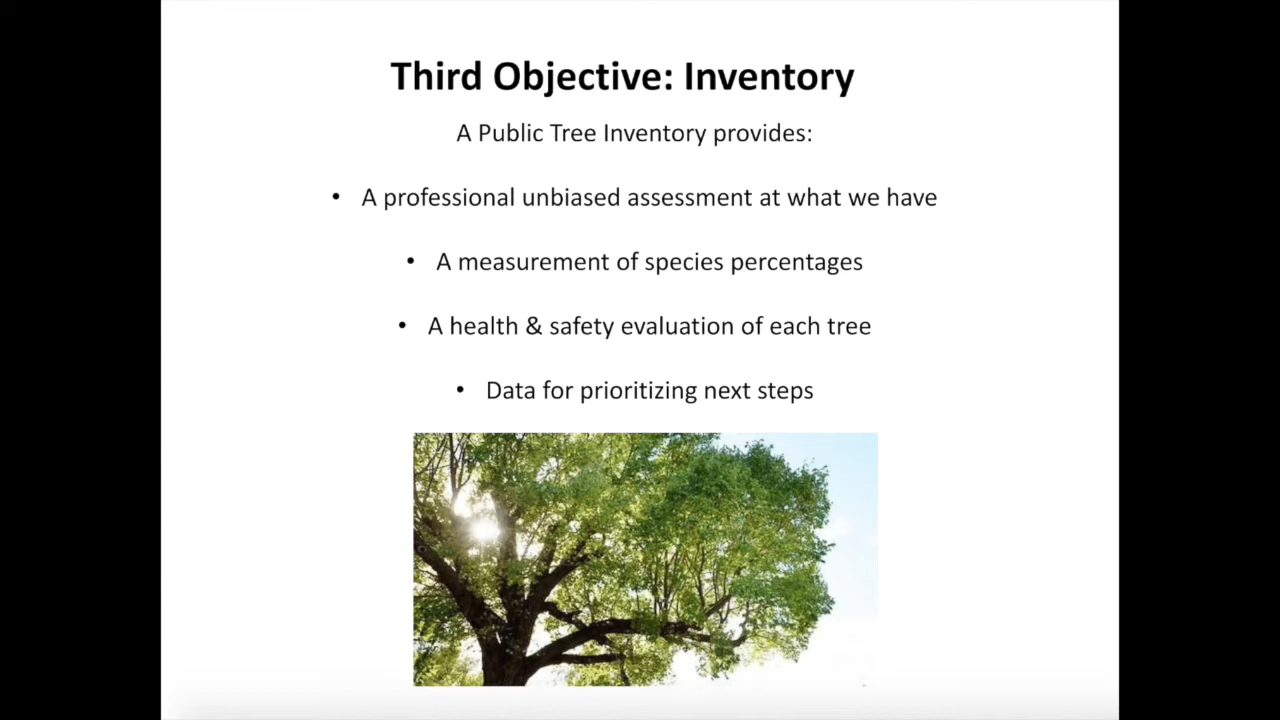 Third Objective: Inventory
A Public Tree Inventory provides:
• A professional unbiased assessment at what we have
• A measurement of species percentages
• A health & safety evaluation of each tree
• Data for prioritizing next steps